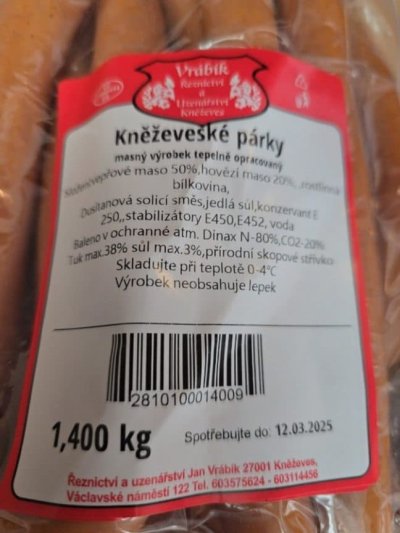 Vrábík
Řeznictví
a
Uzenářství
Kněževes
Kněževeské párky
masný výrobek tepelně opracovaný
Složení:vepřové maso 50%,hovězí maso 20%, ,rostlinná
bílkovina,
Dusitanová solicí směs,jedlá sůl,konzervant E
250,,stabilizátory E450,E452, voda
Baleno v ochranné atm. Dinax N-80%,CO2-20%
Tuk max.38% sůl max.3%,přírodní skopové střívko
Skladujte při teplotě 0-4°C
Výrobek neobsahuje lepek
2810100014009
1,400 kg
Spotřebujte do: 12.03.2025
Řeznictví a uzenářství Jan Vrábík 27001 Kněževes,
Václavské náměstí 122 Tel. 603575624 - 603114456